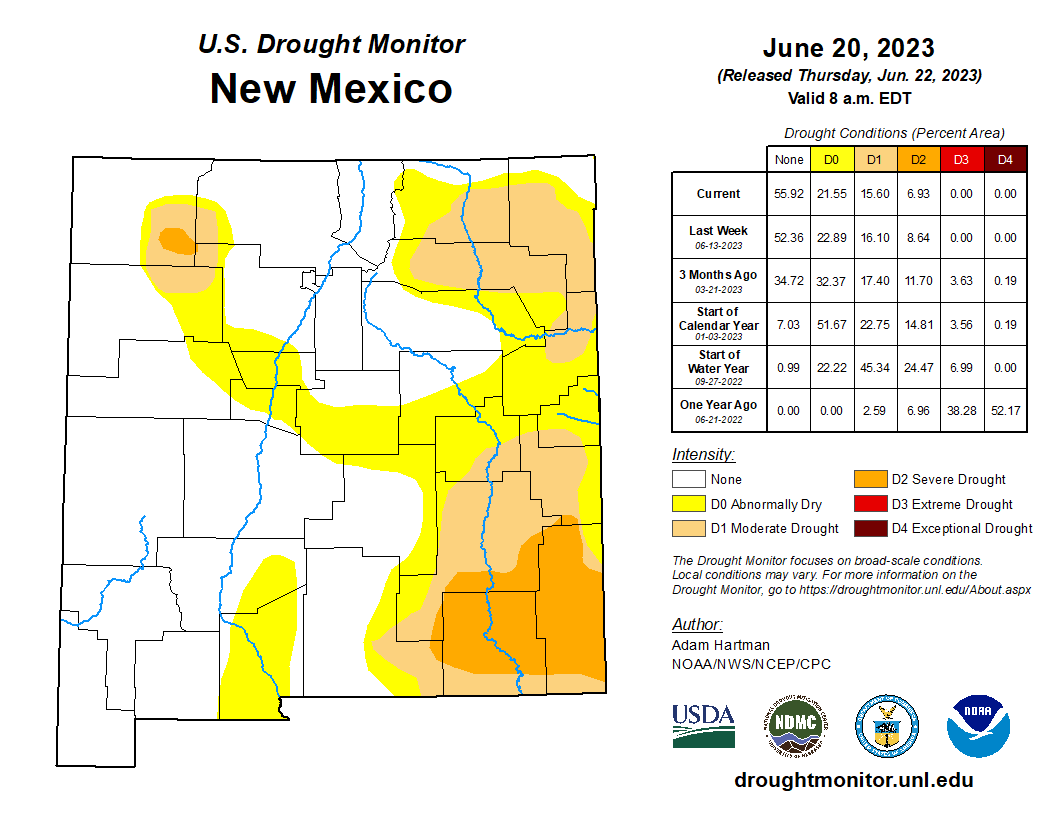 U.S. Drought Monitor
New Mexico
June 20, 2023
(Released Thursday, Jun. 22, 2023)
Valid 8 a.m. EDT
Drought Conditions (Percent Area)
None D0 D1 D2 D3 D4
Current 55.92 21.55 15.60 6.93 0.00 0.00
Last Week
06-13-2023 52.36 22.89 16.10 8.64 0.00 0.00
3 Months Ago
03-21-2023 34.72 32.37 17.40 11.70 3.63 0.19
Start of
Calendar Year
01-03-2023 7.03 51.67 22.75 14.81 3.56 0.19
Start of
Water Year
09-27-2022 0.99 22.22 45.34 24.47 6.99 0.00
One Year Ago
06-21-2022 0.00 0.00 2.59 6.96 38.28 52.17
Intensity:
None
D0 Abnormally Dry
D1 Moderate Drought
D2 Severe Drought
D3 Extreme Drought
D4 Exceptional Drought
The Drought Monitor focuses on broad-scale conditions.
Local conditions may vary. For more information on the
Drought Monitor, go to https://droughtmonitor.unl.edu/About.aspx
Author:
Adam Hartman
NOAA/NWS/NCEP/CPC
USDA
NDMC
NOAA
droughtmonitor.unl.edu